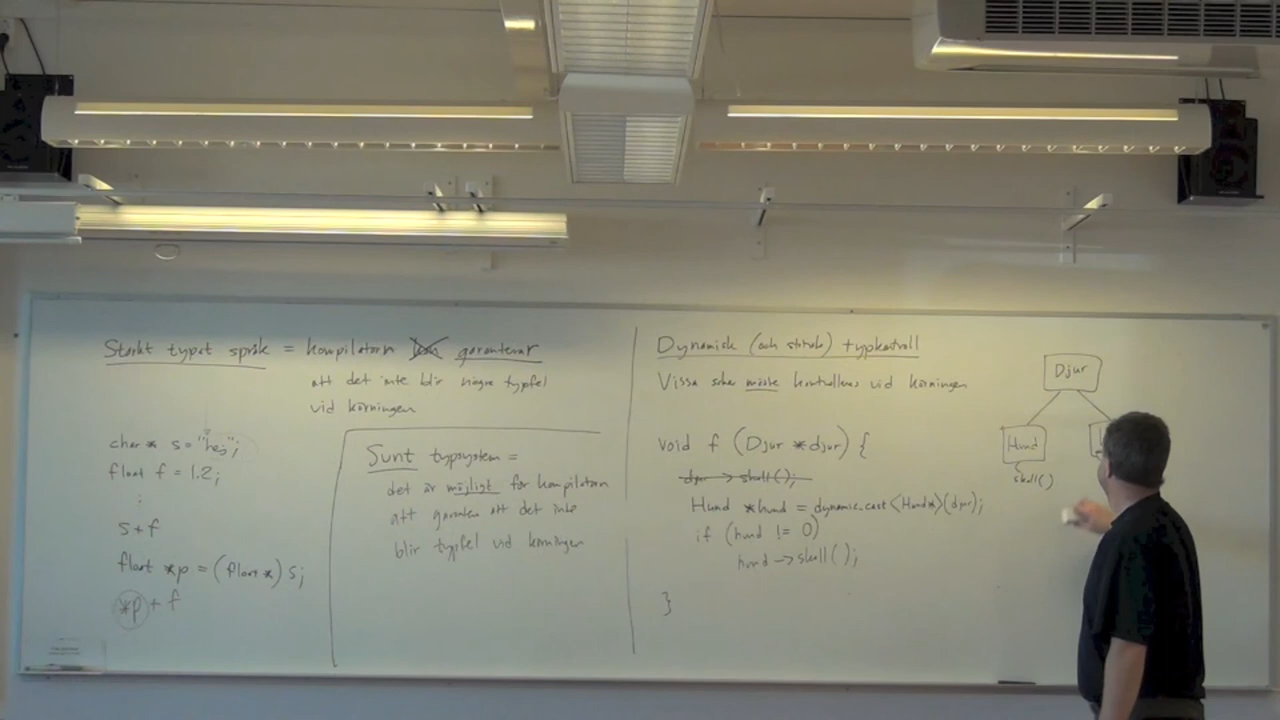 Starkt typat språk = kompilatorn garanterar
att det inte blir några typfel
vid körningen
char * s = "hej";
float f = 1.2;
:
s + f
float *p = (float *) s;
*p + f
Sunt typsystem =
det är möjligt för kompilatorn
att garantera att det inte
blir typfel vid körningen
Dynamisk (och statisk) typkontroll
Vissa saker måste kontrolleras vid körningen
void f (Djur *djur) {
djur -> skall();
Hund *hund = dynamic_cast <Hund*>(djur);
if (hund != 0)
hund -> skall();
}
Djur
Hund
skall()